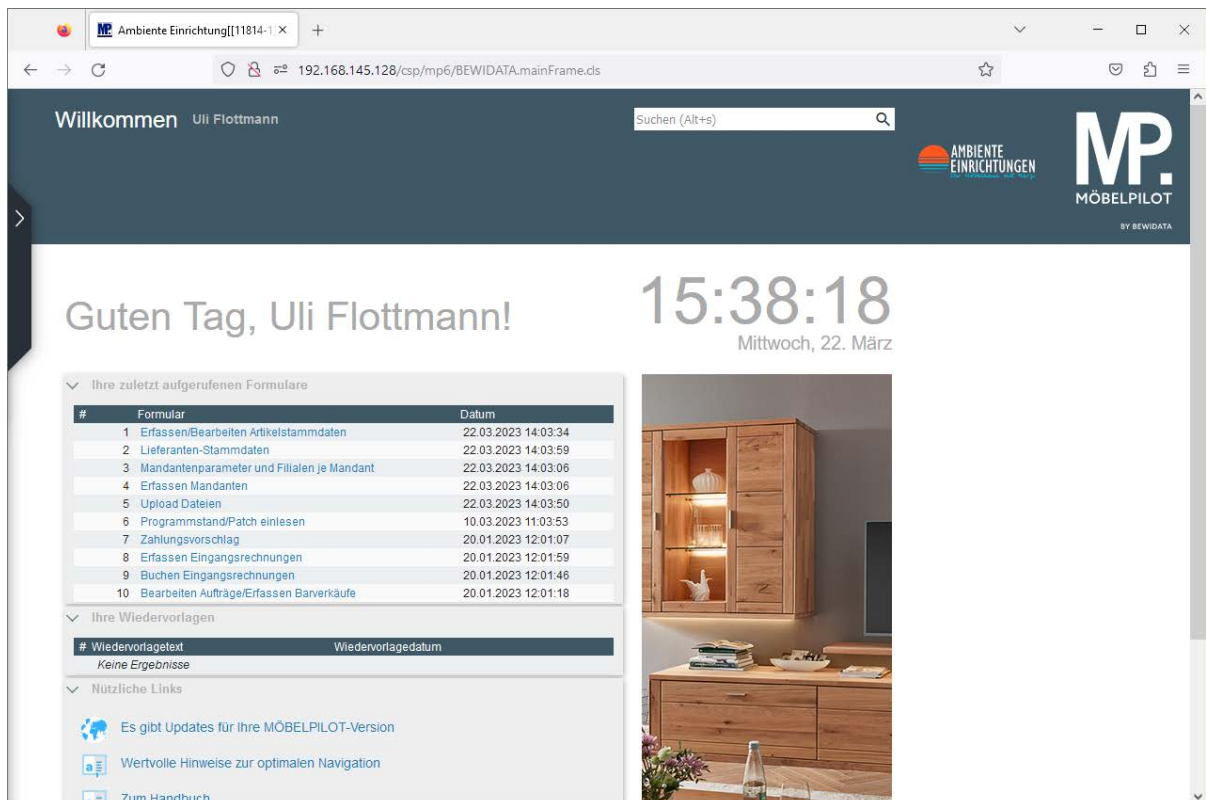 Ambiente Einrichtung[[11814-1
192.168.145.128/csp/mp6/BEWIDATA.mainFrame.cls
Willkommen Uli Flottmann
Suchen (Alt+s)
AMBIENTE
EINRICHTUNGEN
MP.
MÖBELPILOT
BY BEWIDATA
Guten Tag, Uli Flottmann!
15:38:18
Mittwoch, 22. März
Ihre zuletzt aufgerufenen Formulare
# Formular Datum
1 Erfassen/Bearbeiten Artikelstammdaten 22.03.2023 14:03:34
2 Lieferanten-Stammdaten 22.03.2023 14:03:59
3 Mandantenparameter und Filialen je Mandant 22.03.2023 14:03:06
4 Erfassen Mandanten 22.03.2023 14:03:06
5 Upload Dateien 22.03.2023 14:03:50
6 Programmstand/Patch einlesen 10.03.2023 11:03:53
7 Zahlungsvorschlag 20.01.2023 12:01:07
8 Erfassen Eingangsrechnungen 20.01.2023 12:01:59
9 Buchen Eingangsrechnungen 20.01.2023 12:01:46
10 Bearbeiten Aufträge/Erfassen Barverkäufe 20.01.2023 12:01:18
Ihre Wiedervorlagen
# Wiedervorlagetext Wiedervorlagedatum
Keine Ergebnisse
Nützliche Links
Es gibt Updates für Ihre MÖBELPILOT-Version
Wertvolle Hinweise zur optimalen Navigation
Zum Handbuch